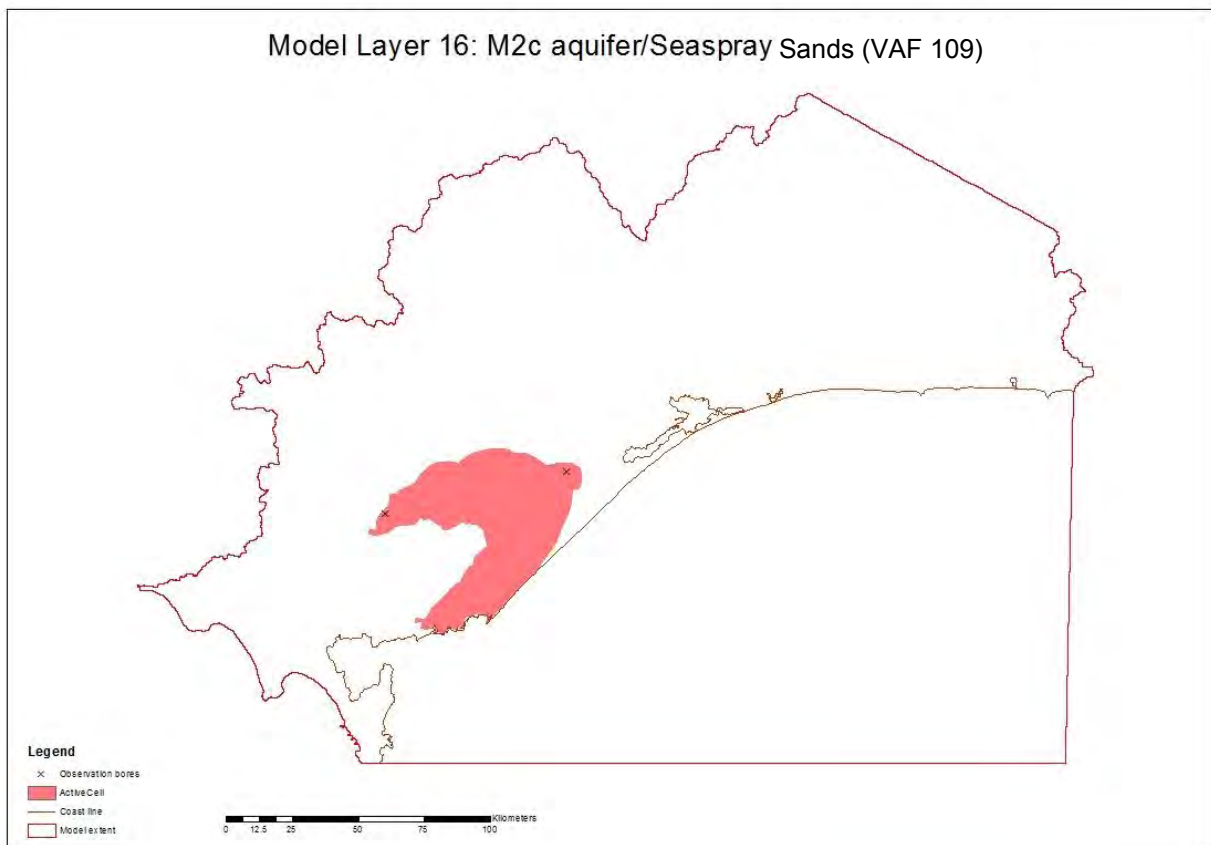 Model Layer 16: M2c aquifer/Seaspray Sands (VAF 109)
Legend
Observation bores
ActiveCell
Coast line
Model extent
Kilometers
0 12.5 25 50 75 100